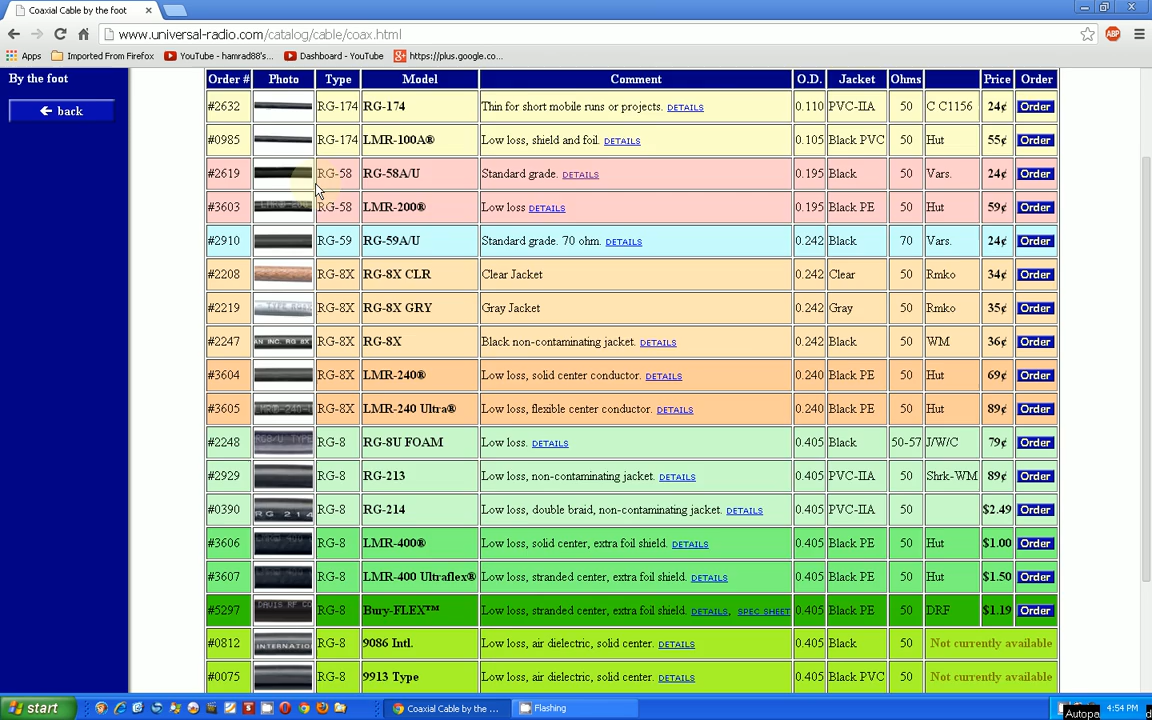 Coaxial Cable by the foot
www.universal-radio.com/catalog/cable/coax.html
Apps Imported From Firefox YouTube - hamrad88's... Dashboard - YouTube https://plus.google.co...
ABP
By the foot
back
Order # Photo Type Model Comment O.D. Jacket Ohms Price Order
#2632 RG-174 RG-174 Thin for short mobile runs or projects. DETAILS 0.110 PVC-IIA 50 C C1156 24¢ Order
#0985 RG-174 LMR-100A® Low loss, shield and foil. DETAILS 0.105 Black PVC 50 Hut 55¢ Order
#2619 RG-58 RG-58A/U Standard grade. DETAILS 0.195 Black 50 Vars. 24¢ Order
#3603 RG-58 LMR-200® Low loss DETAILS 0.195 Black PE 50 Hut 59¢ Order
#2910 RG-59 RG-59A/U Standard grade. 70 ohm. DETAILS 0.242 Black 70 Vars. 24¢ Order
#2208 RG-8X RG-8X CLR Clear Jacket 0.242 Clear 50 Rmko 34¢ Order
#2219 RG-8X RG-8X GRY Gray Jacket 0.242 Gray 50 Rmko 35¢ Order
#2247 AN INC. RG 8X RG-8X RG-8X Black non-contaminating jacket. DETAILS 0.242 Black 50 WM 36¢ Order
#3604 RG-8X LMR-240® Low loss, solid center conductor. DETAILS 0.240 Black PE 50 Hut 69¢ Order
#3605 LMR-240 RG-8X LMR-240 Ultra® Low loss, flexible center conductor. DETAILS 0.240 Black PE 50 Hut 89¢ Order
#2248 RG8/U TYPE RG-8 RG-8U FOAM Low loss. DETAILS 0.405 Black 50-57 J/W/C 79¢ Order
#2929 RG-8 RG-213 Low loss, non-contaminating jacket. DETAILS 0.405 PVC-IIA 50 Shrk-WM 89¢ Order
#0390 RG 214 RG-8 RG-214 Low loss, double braid, non-contaminating jacket. DETAILS 0.405 PVC-IIA 50 $2.49 Order
#3606 RG-8 LMR-400® Low loss, solid center, extra foil shield. DETAILS 0.405 Black PE 50 Hut $1.00 Order
#3607 RG-8 LMR-400 Ultraflex® Low loss, stranded center, extra foil shield. DETAILS 0.405 Black PE 50 Hut $1.50 Order
#5297 DAVIS RF CO RG-8 Bury-FLEX™ Low loss, stranded center, extra foil shield. DETAILS, SPEC SHEET 0.405 Black PE 50 DRF $1.19 Order
#0812 INTERNATIO RG-8 9086 Intl. Low loss, air dielectric, solid center. DETAILS 0.405 Black 50 Not currently available
#0075 RG-8 9913 Type Low loss, air dielectric, solid center. DETAILS 0.405 Black PVC 50 Not currently available
start Coaxial Cable by the ... Flashing 4:54 PM
Autopa